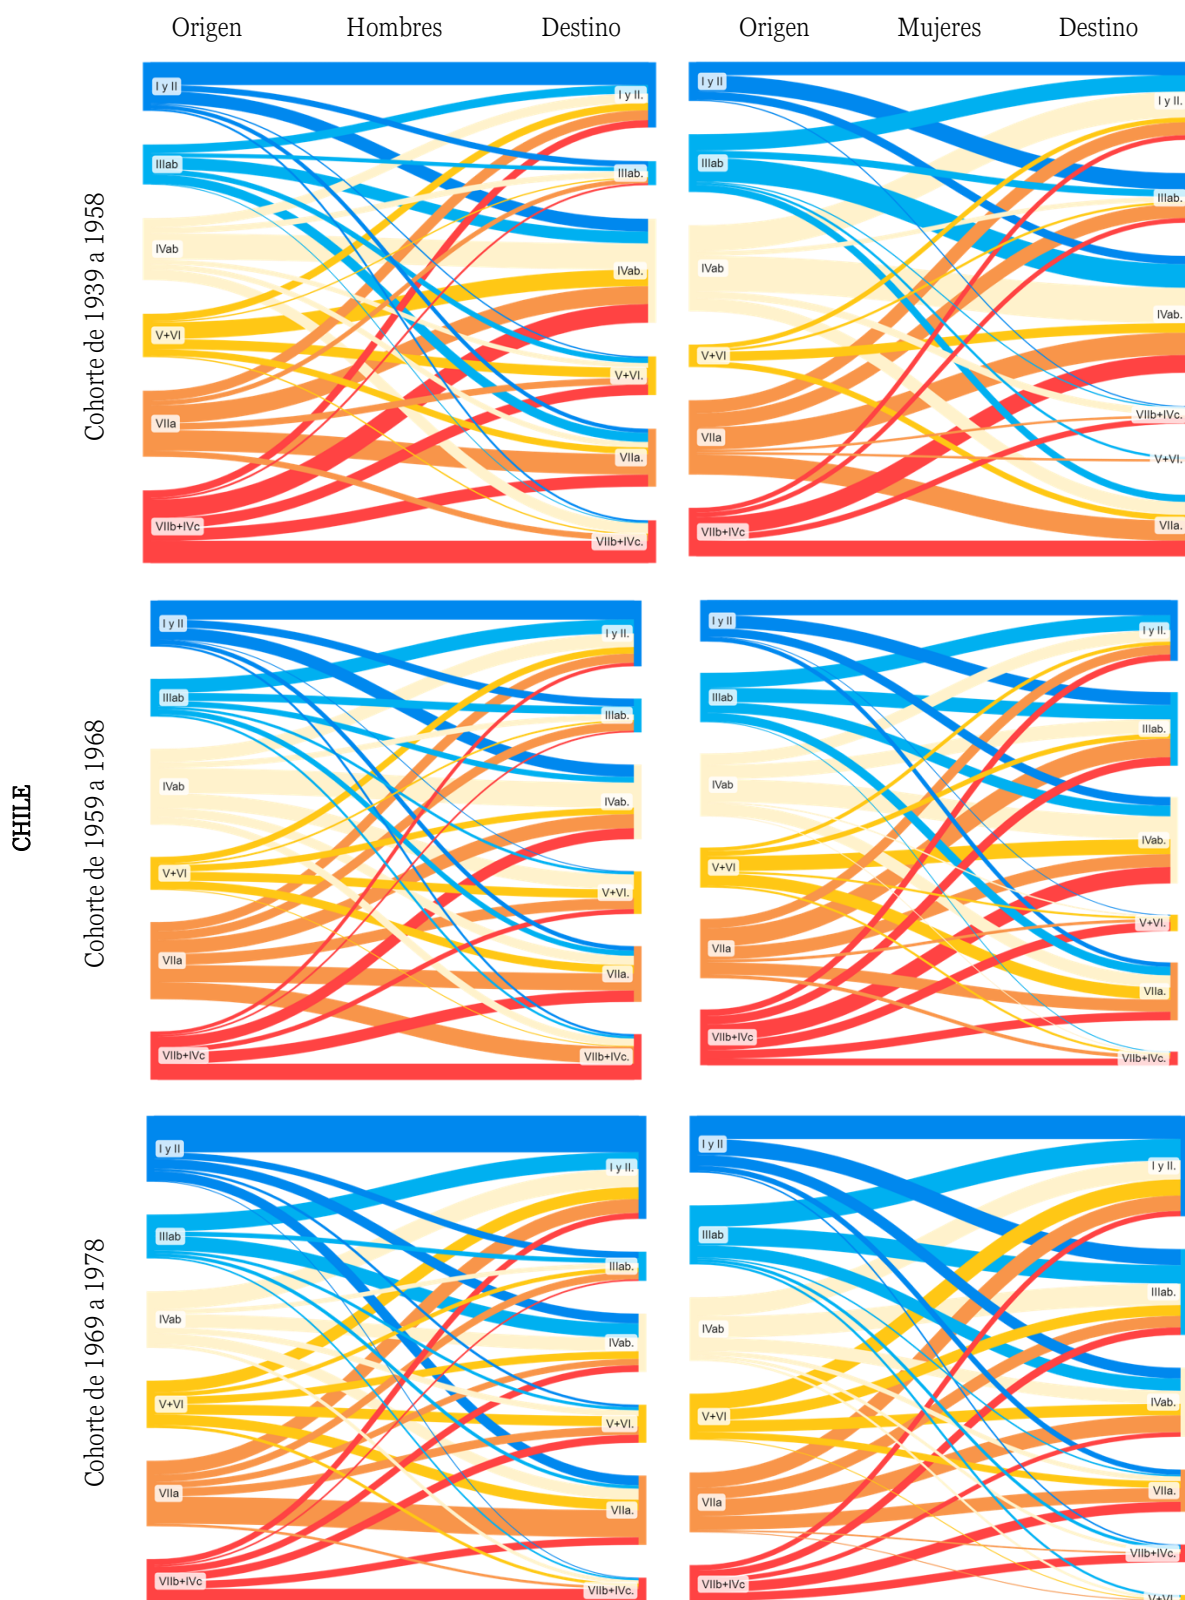 Origen Hombres Destino
Origen Mujeres Destino
CHILE
Cohorte de 1939 a 1958
I y II
IIIab
IVab
V+VI
VIIa
VIIb+IVc
I y II.
IIIab.
IVab.
V+VI.
VIIa.
VIIb+IVc.
I y II
IIIab
IVab
V+VI
VIIa
VIIb+IVc
I y II.
IIIab.
IVab.
VIIb+IVc.
V+VI.
VIIa.
Cohorte de 1959 a 1968
I y II
IIIab
IVab
V+VI
VIIa
VIIb+IVc
I y II.
IIIab.
IVab.
V+VI.
VIIa.
VIIb+IVc.
I y II
IIIab
IVab
V+VI
VIIa
VIIb+IVc
I y II.
IIIab.
IVab.
V+VI.
VIIa.
VIIb+IVc.
Cohorte de 1969 a 1978
I y II
IIIab
IVab
V+VI
VIIa
VIIb+IVc
I y II.
IIIab.
IVab.
V+VI.
VIIa.
VIIb+IVc.
I y II
IIIab
IVab
V+VI
VIIa
VIIb+IVc
I y II.
IIIab.
IVab.
VIIa.
VIIb+IVc.
V+VI.